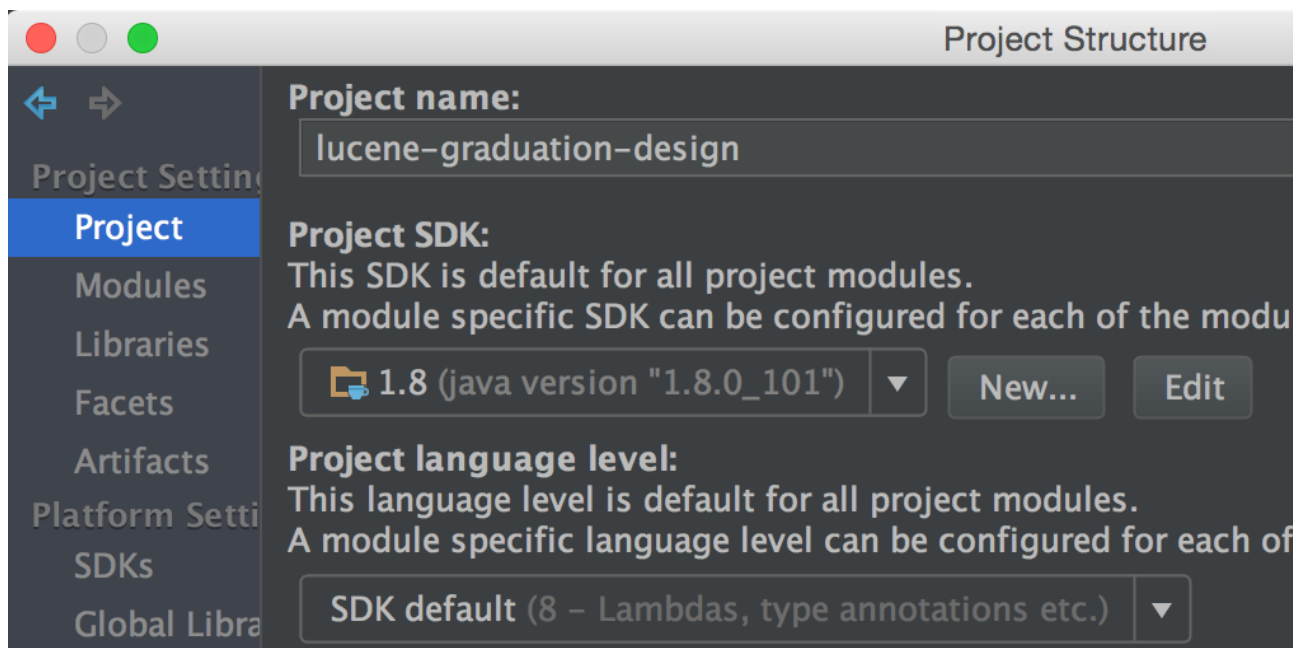 Project Structure
Project Settin
Project
Modules
Libraries
Facets
Artifacts
Platform Setti
SDKs
Global Libra
Project name:
lucene-graduation-design
Project SDK:
This SDK is default for all project modules.
A module specific SDK can be configured for each of the modu
1.8 (java version "1.8.0_101")
New...
Edit
Project language level:
This language level is default for all project modules.
A module specific language level can be configured for each of
SDK default (8 – Lambdas, type annotations etc.)